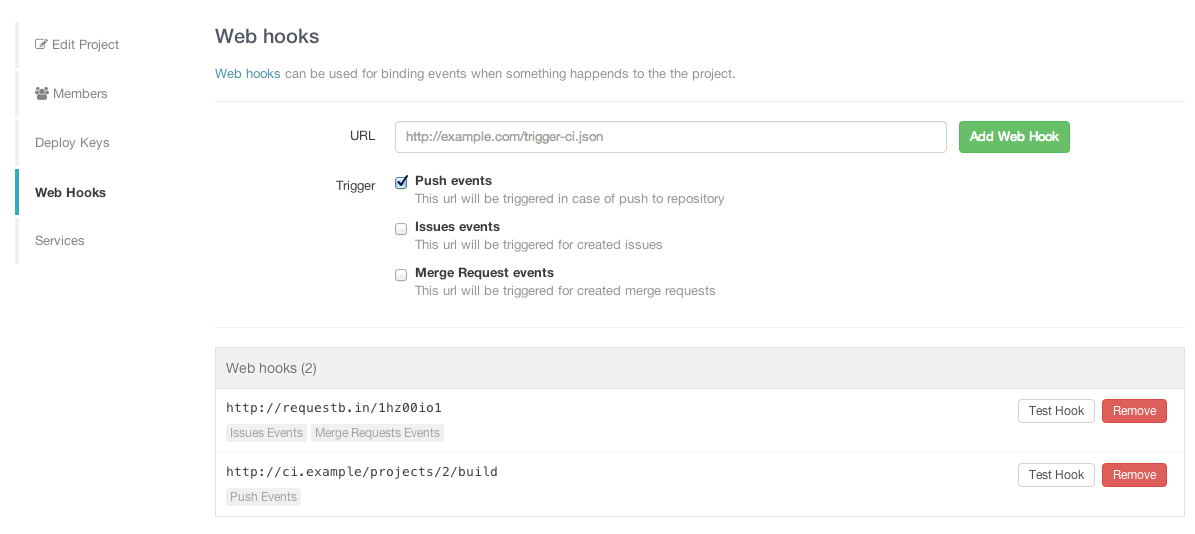 Edit Project
Members
Deploy Keys
Web Hooks
Services
Web hooks
Web hooks can be used for binding events when something happends to the the project.
URL
http://example.com/trigger-ci.json
Add Web Hook
Trigger
Push events
This url will be triggered in case of push to repository
Issues events
This url will be triggered for created issues
Merge Request events
This url will be triggered for created merge requests
Web hooks (2)
http://requestb.in/1hz00io1
Test Hook
Remove
Issues Events
Merge Requests Events
http://ci.example/projects/2/build
Test Hook
Remove
Push Events